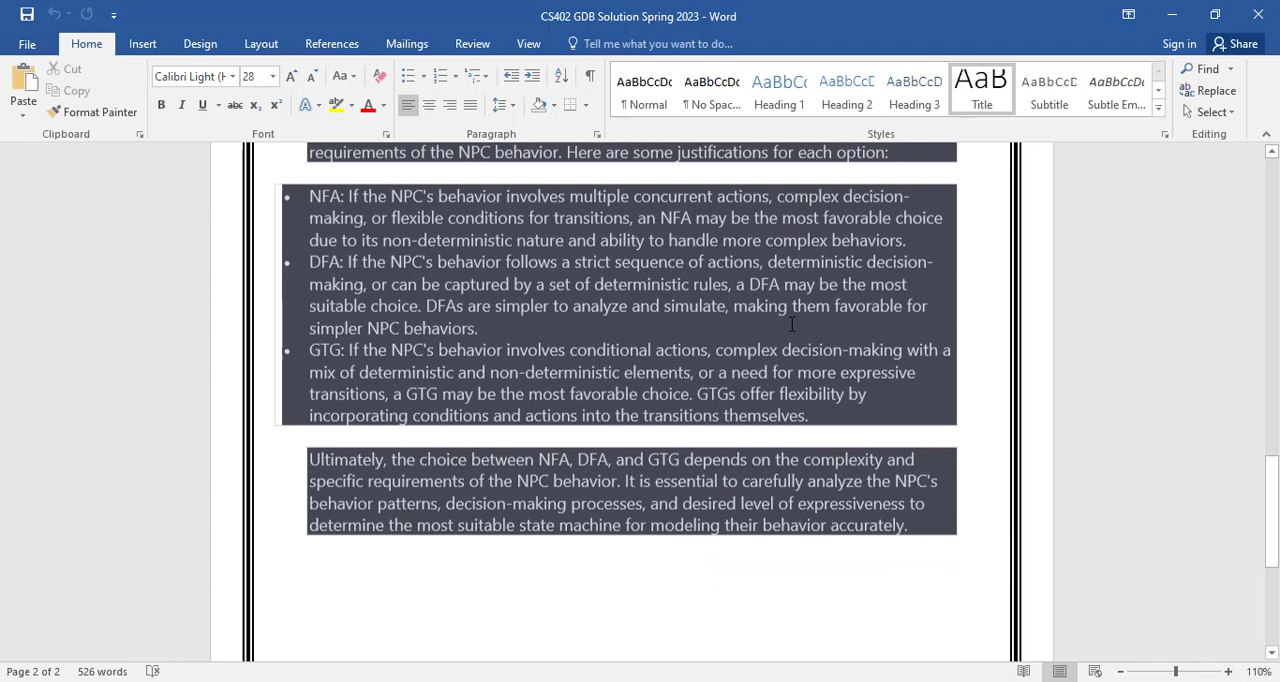 CS402 GDB Solution Spring 2023 - Word
File Home Insert Design Layout References Mailings Review View Tell me what you want to do... Sign in Share
Cut
Copy
Format Painter
Paste
Clipboard
Calibri Light (H 28
Font
Paragraph
AaBbCcDc AaBbCcDc AaBbCcD AaBbCcD AaBbCcD AaB AaBbCcD AaBbCcDc
¶ Normal ¶ No Spac... Heading 1 Heading 2 Heading 3 Title Subtitle Subtle Em...
Styles
Find
Replace
Select
Editing
requirements of the NPC behavior. Here are some justifications for each option:
• NFA: If the NPC's behavior involves multiple concurrent actions, complex decision-
making, or flexible conditions for transitions, an NFA may be the most favorable choice
due to its non-deterministic nature and ability to handle more complex behaviors.
• DFA: If the NPC's behavior follows a strict sequence of actions, deterministic decision-
making, or can be captured by a set of deterministic rules, a DFA may be the most
suitable choice. DFAs are simpler to analyze and simulate, making them favorable for
simpler NPC behaviors.
• GTG: If the NPC's behavior involves conditional actions, complex decision-making with a
mix of deterministic and non-deterministic elements, or a need for more expressive
transitions, a GTG may be the most favorable choice. GTGs offer flexibility by
incorporating conditions and actions into the transitions themselves.
Ultimately, the choice between NFA, DFA, and GTG depends on the complexity and
specific requirements of the NPC behavior. It is essential to carefully analyze the NPC's
behavior patterns, decision-making processes, and desired level of expressiveness to
determine the most suitable state machine for modeling their behavior accurately.
Page 2 of 2 526 words 110%